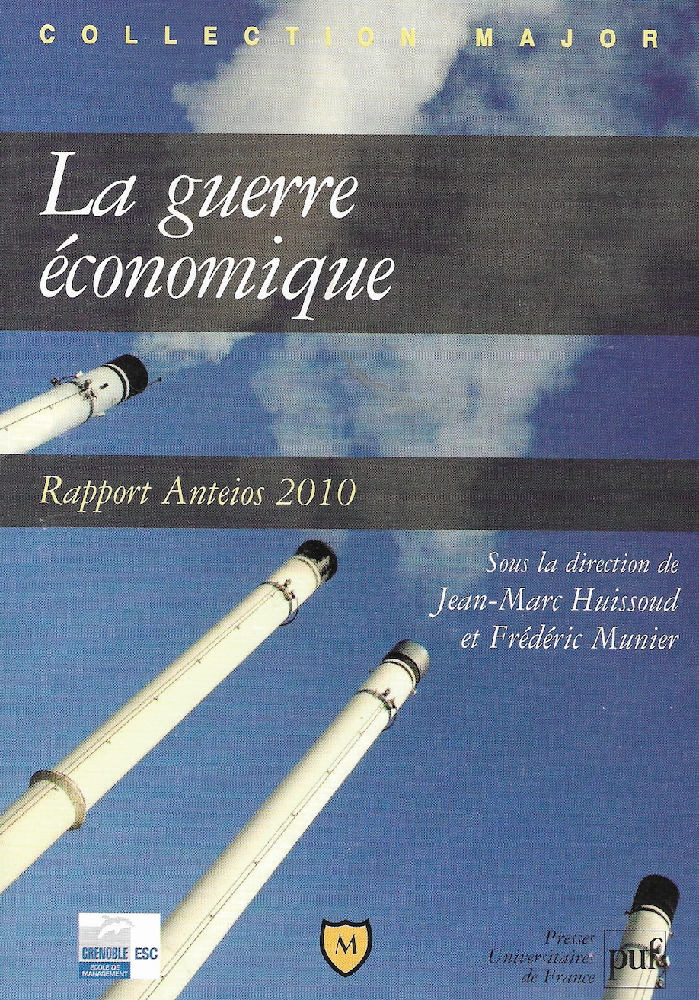 COLLECTION MAJOR
La guerre
économique
Rapport Anteios 2010
Sous la direction de
Jean-Marc Huissoud
et Frédéric Munier
GRENOBLE ESC
ECOLE DE
MANAGEMENT
M
Presses
Universitaires
de France
puf